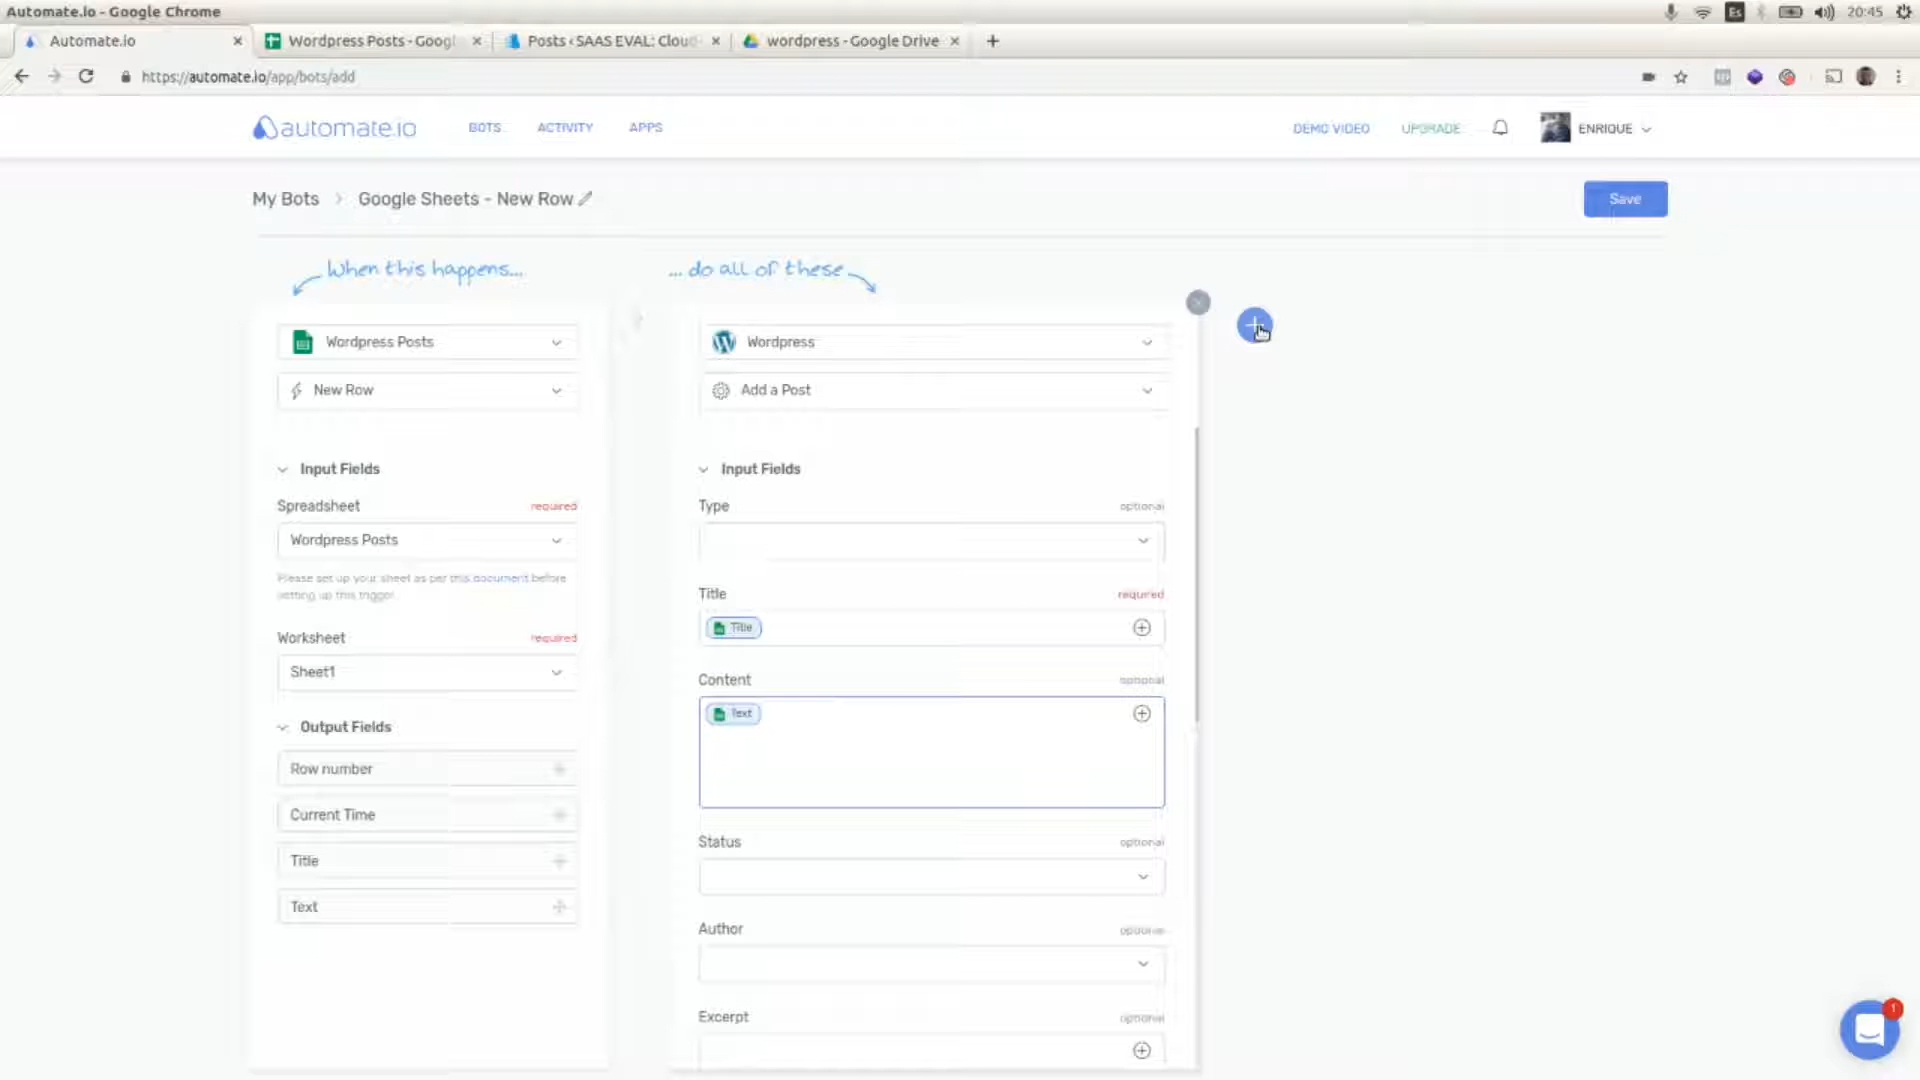 Automate.io - Google Chrome
Es
20:45
Automate.io
Wordpress Posts - Googl
Posts ‹ SAAS EVAL: Cloud
wordpress - Google Drive
https://automate.io/app/bots/add
automate.io
BOTS
ACTIVITY
APPS
DEMO VIDEO
UPGRADE
ENRIQUE
My Bots > Google Sheets - New Row
Save
When this happens...
... do all of these
Wordpress Posts
New Row
Input Fields
Spreadsheet
required
Wordpress Posts
Please set up your sheet as per this document before
setting up this trigger
Worksheet
required
Sheet1
Output Fields
Row number
Current Time
Title
Text
Wordpress
Add a Post
Input Fields
Type
optional
Title
required
Title
Content
optional
Text
Status
optional
Author
optional
Excerpt
optional
1